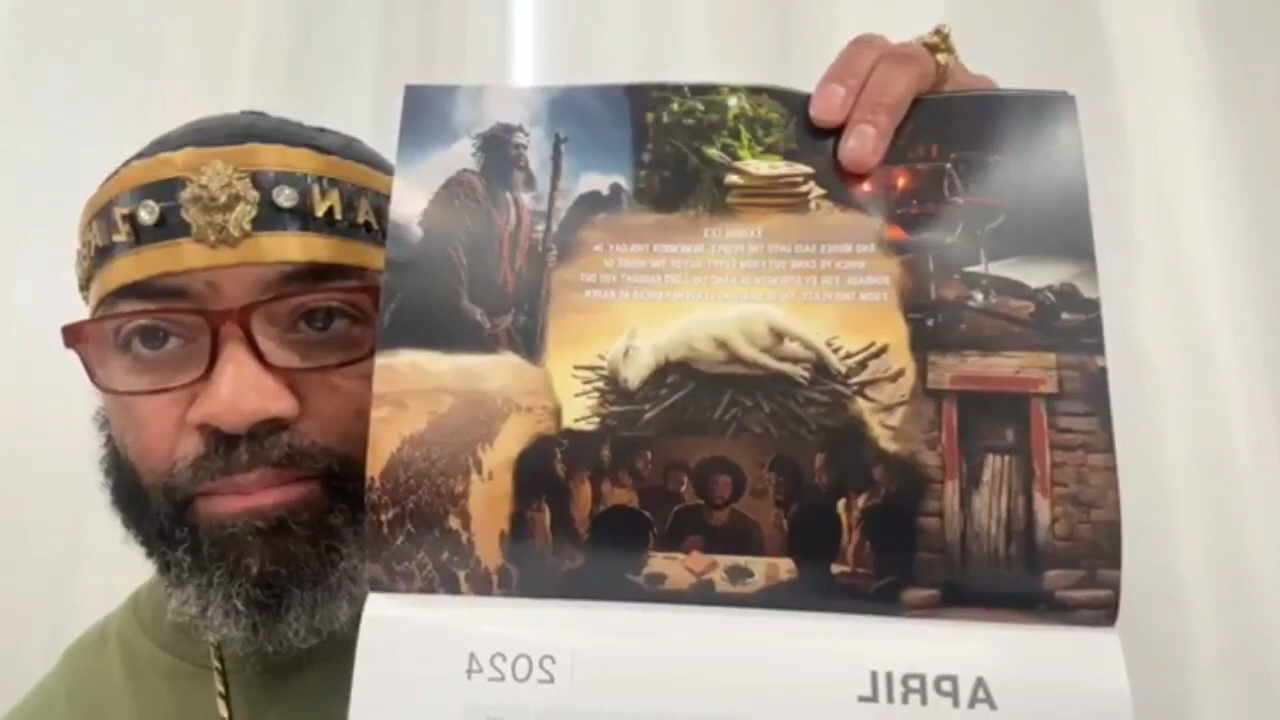 EXODUS 13:3
AND MOSES SAID UNTO THE PEOPLE, REMEMBER THIS DAY, IN
WHICH YE CAME OUT FROM EGYPT, OUT OF THE HOUSE OF
BONDAGE; FOR BY STRENGTH OF HAND THE LORD BROUGHT YOU OUT
FROM THIS PLACE: THERE SHALL NO LEAVENED BREAD BE EATEN.
APRIL
2024